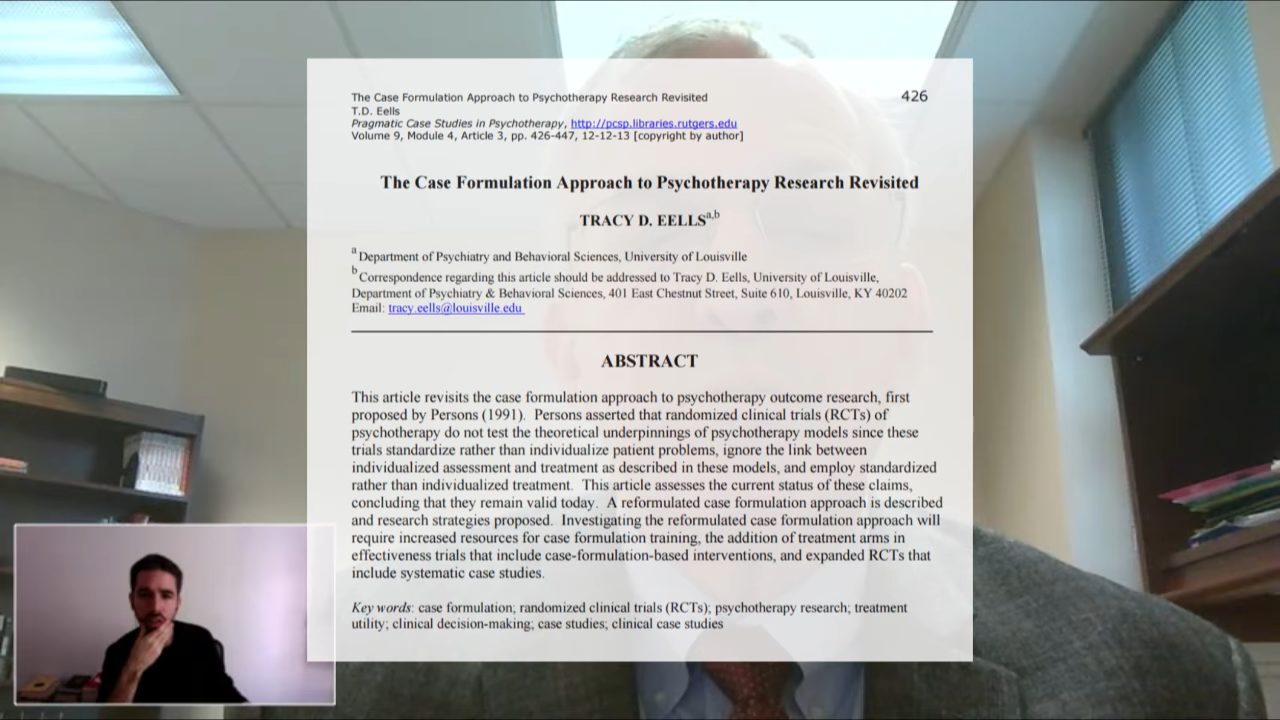 The Case Formulation Approach to Psychotherapy Research Revisited 426
T.D. Eells
Pragmatic Case Studies in Psychotherapy, http://pcsp.libraries.rutgers.edu
Volume 9, Module 4, Article 3, pp. 426-447, 12-12-13 [copyright by author]
The Case Formulation Approach to Psychotherapy Research Revisited
TRACY D. EELLSa,b
a Department of Psychiatry and Behavioral Sciences, University of Louisville
b Correspondence regarding this article should be addressed to Tracy D. Eells, University of Louisville,
Department of Psychiatry & Behavioral Sciences, 401 East Chestnut Street, Suite 610, Louisville, KY 40202
Email: tracy.eells@louisville.edu
ABSTRACT
This article revisits the case formulation approach to psychotherapy outcome research, first
proposed by Persons (1991). Persons asserted that randomized clinical trials (RCTs) of
psychotherapy do not test the theoretical underpinnings of psychotherapy models since these
trials standardize rather than individualize patient problems, ignore the link between
individualized assessment and treatment as described in these models, and employ standardized
rather than individualized treatment. This article assesses the current status of these claims,
concluding that they remain valid today. A reformulated case formulation approach is described
and research strategies proposed. Investigating the reformulated case formulation approach will
require increased resources for case formulation training, the addition of treatment arms in
effectiveness trials that include case-formulation-based interventions, and expanded RCTs that
include systematic case studies.
Key words: case formulation; randomized clinical trials (RCTs); psychotherapy research; treatment
utility; clinical decision-making; case studies; clinical case studies